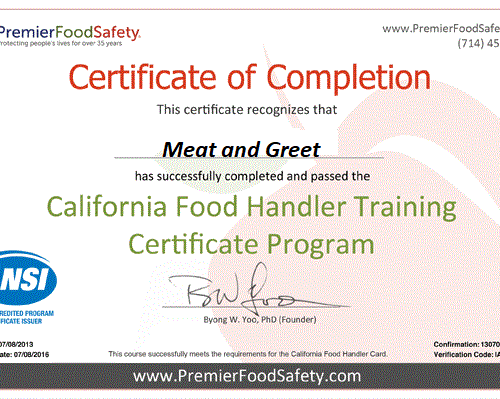 PremierFoodSafety.
Protecting people's lives for over 35 years
www.PremierFoodSafe
(714) 45
Certificate of Completion
This certificate recognizes that
Meat and Greet
has successfully completed and passed the
California Food Handler Training
Certificate Program
NSI
CREDITED PROGRAM
FICATE ISSUER
Byong W. Yoo, PhD (Founder)
07/08/2013
ate: 07/08/2016
This course successfully meets the requirements for the California Food Handler Card.
Confirmation: 13070
Verification Code: IA
www.PremierFoodSafety.com